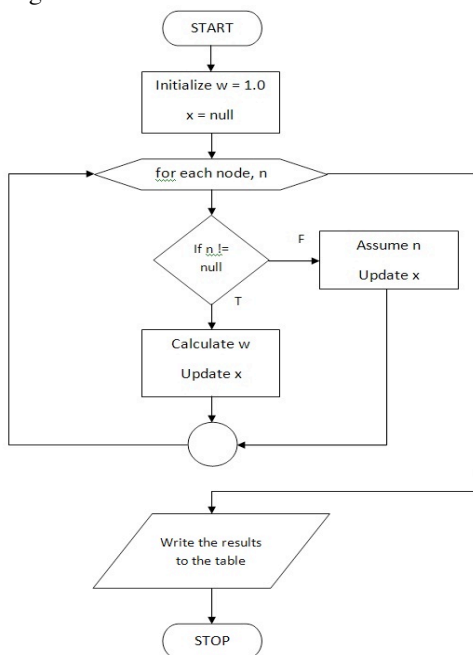 START
Initialize w = 1.0
x = null
for each node, n
If n !=
null
F
T
Assume n
Update x
Calculate w
Update x
Write the results
to the table
STOP